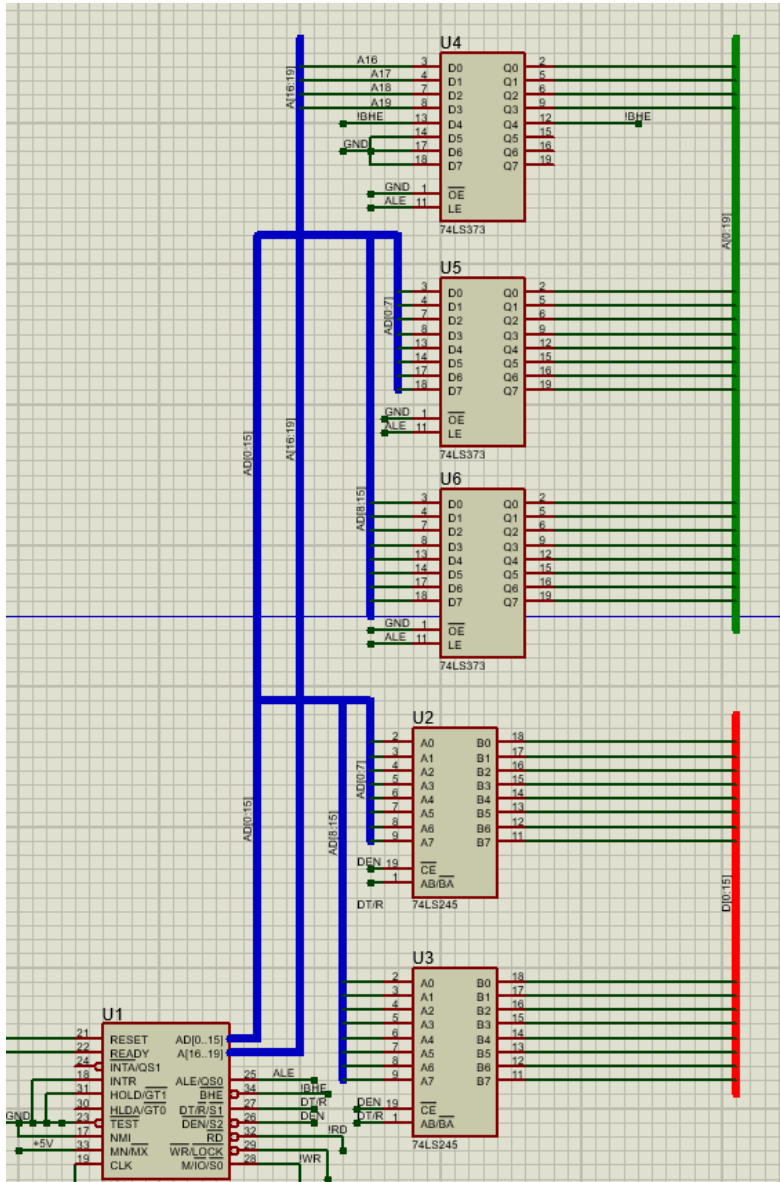 U4
A16 3 D0 Q0 2
A17 4 D1 Q1 5
A18 7 D2 Q2 6
A19 8 D3 Q3 9
!BHE 13 D4 Q4 12 !BHE
14 D5 Q5 15
GND 17 D6 Q6 16
18 D7 Q7 19
GND 1 OE
ALE 11 LE
74LS373
A[16:19]
A[0:19]
U5
3 D0 Q0 2
4 D1 Q1 5
7 D2 Q2 6
8 D3 Q3 9
13 D4 Q4 12
14 D5 Q5 15
17 D6 Q6 16
18 D7 Q7 19
GND 1 OE
ALE 11 LE
74LS373
AD[0:7]
AD[0:15]
A[16:19]
U6
3 D0 Q0 2
4 D1 Q1 5
7 D2 Q2 6
8 D3 Q3 9
13 D4 Q4 12
14 D5 Q5 15
17 D6 Q6 16
18 D7 Q7 19
GND 1 OE
ALE 11 LE
74LS373
AD[8:15]
U2
2 A0 B0 18
3 A1 B1 17
4 A2 B2 16
5 A3 B3 15
6 A4 B4 14
7 A5 B5 13
8 A6 B6 12
9 A7 B7 11
DEN 19 CE
1 AB/BA
DT/R
74LS245
AD[0:7]
AD[0:15]
AD[8:15]
D[0:15]
U3
2 A0 B0 18
3 A1 B1 17
4 A2 B2 16
5 A3 B3 15
6 A4 B4 14
7 A5 B5 13
8 A6 B6 12
9 A7 B7 11
DEN 19 CE
DT/R 1 AB/BA
74LS245
U1
21 RESET AD[0..15]
22 READY A[16..19]
24 INTA/QS1
18 INTR ALE/QS0 25 ALE
31 HOLD/GT1 BHE 34 !BHE
30 HLDA/GT0 DT/R/S1 27 DT/R
GND 23 TEST DEN/S2 26 DEN
17 NMI RD 32 !RD
+5V 33 MN/MX WR/LOCK 29
19 CLK M/IO/S0 28 !WR